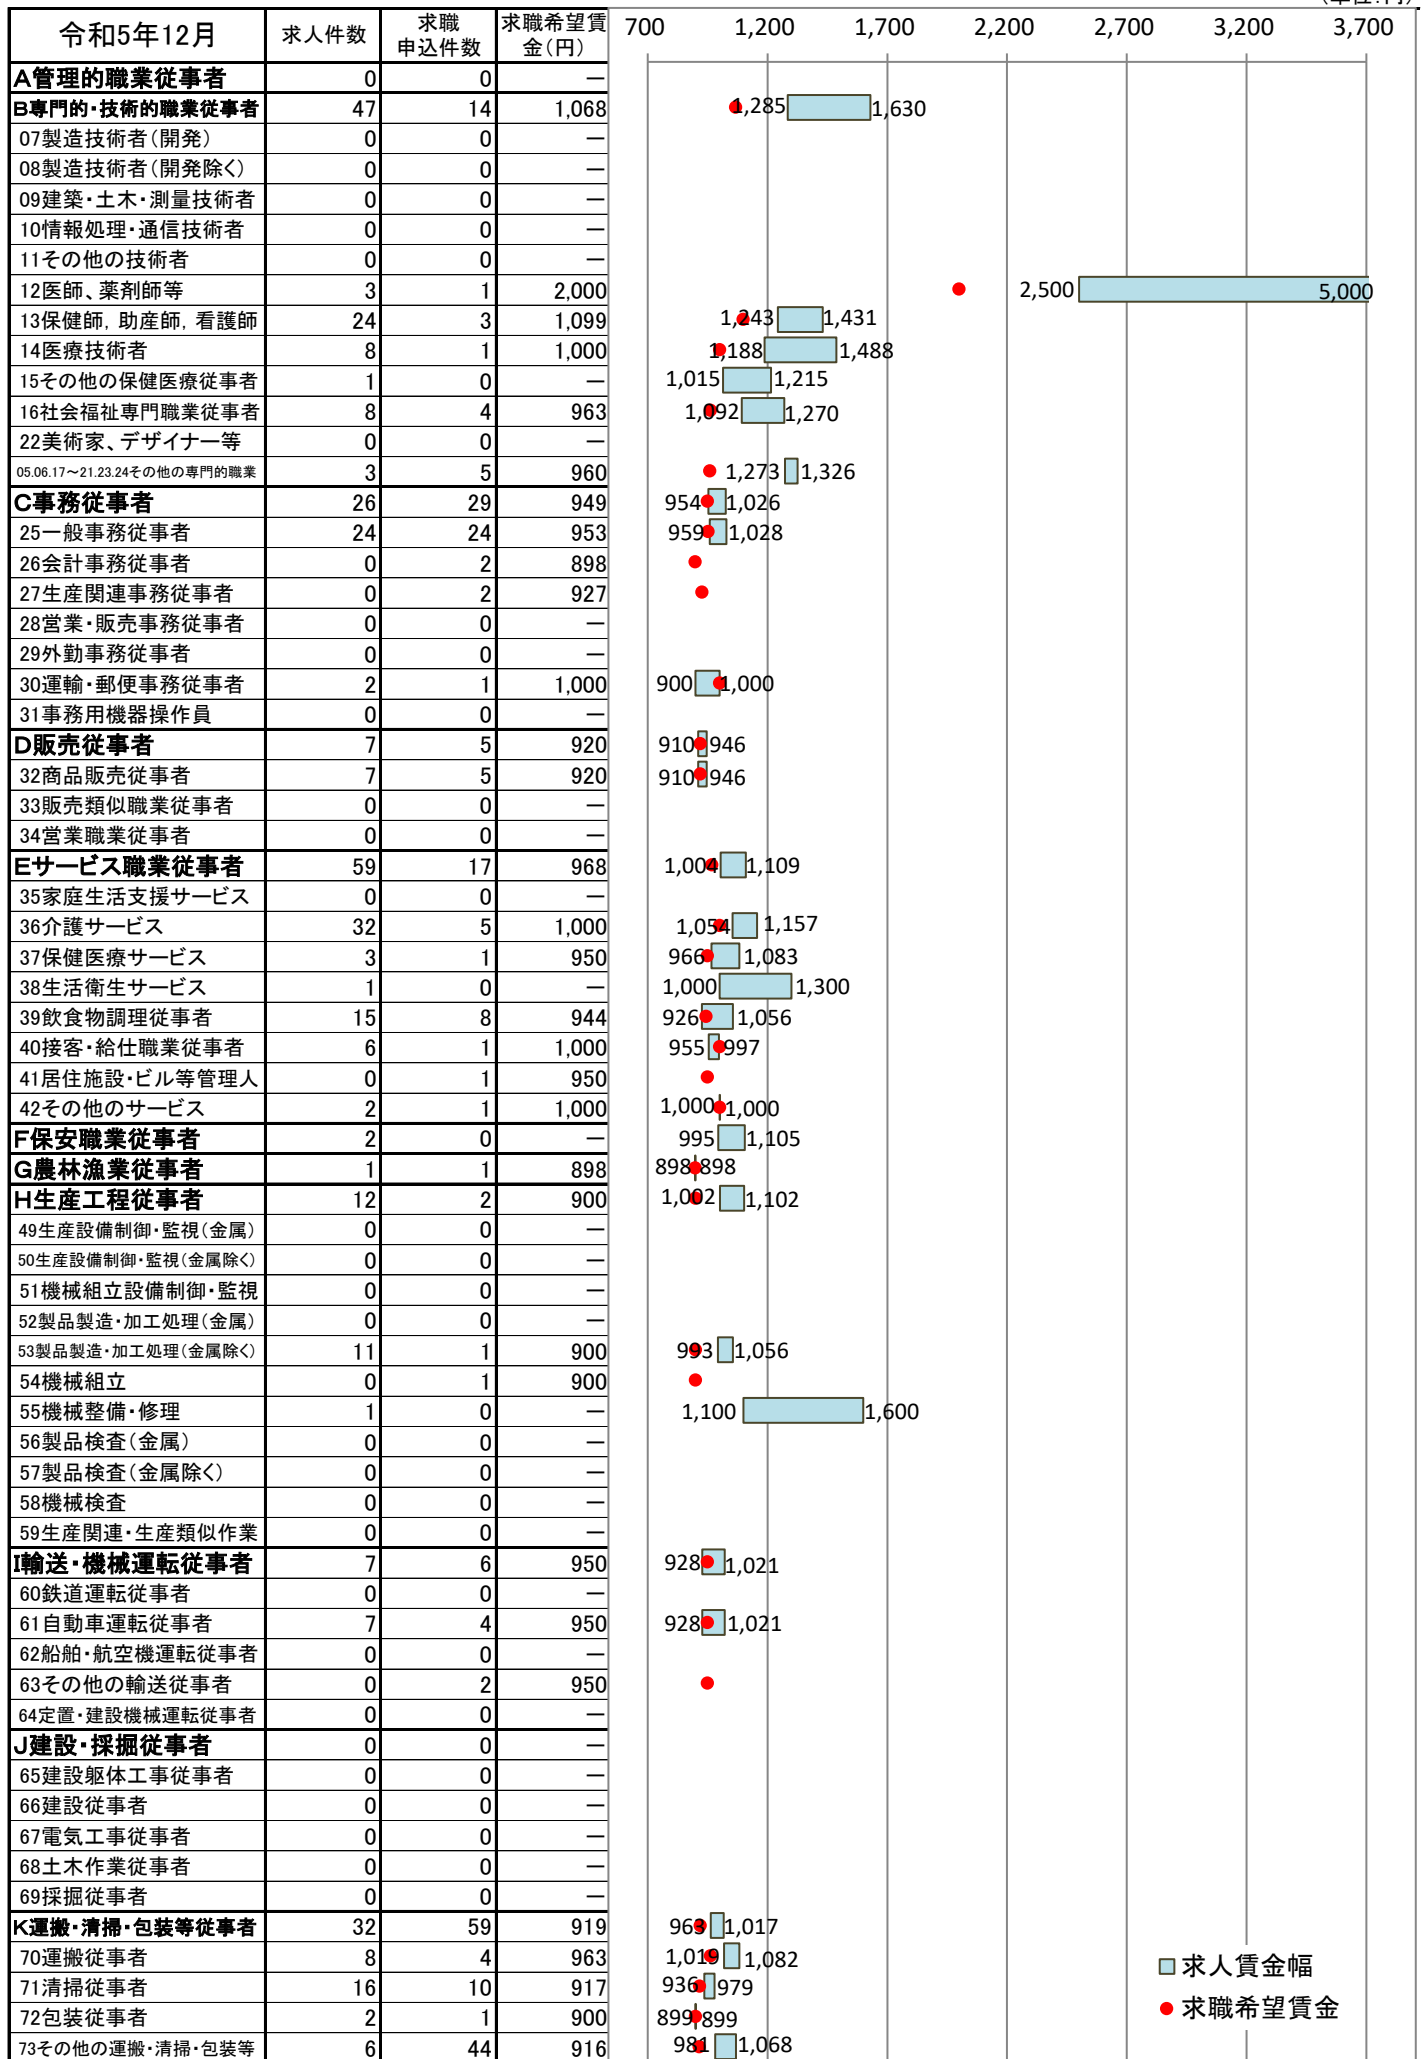 (単位:円)
令和5年12月 求人件数 求職申込件数 求職希望賃金(円) 700 1,200 1,700 2,200 2,700 3,200 3,700
A管理的職業従事者 0 0 ―
B専門的・技術的職業従事者 47 14 1,068 1,285 1,630
07製造技術者(開発) 0 0 ―
08製造技術者(開発除く) 0 0 ―
09建築・土木・測量技術者 0 0 ―
10情報処理・通信技術者 0 0 ―
11その他の技術者 0 0 ―
12医師、薬剤師等 3 1 2,000 2,500 5,000
13保健師,助産師,看護師 24 3 1,099 1,243 1,431
14医療技術者 8 1 1,000 1,188 1,488
15その他の保健医療従事者 1 0 ― 1,015 1,215
16社会福祉専門職業従事者 8 4 963 1,092 1,270
22美術家、デザイナー等 0 0 ―
05.06.17~21.23.24その他の専門的職業 3 5 960 1,273 1,326
C事務従事者 26 29 949 954 1,026
25一般事務従事者 24 24 953 959 1,028
26会計事務従事者 0 2 898
27生産関連事務従事者 0 2 927
28営業・販売事務従事者 0 0 ―
29外勤事務従事者 0 0 ―
30運輸・郵便事務従事者 2 1 1,000 900 1,000
31事務用機器操作員 0 0 ―
D販売従事者 7 5 920 910 946
32商品販売従事者 7 5 920 910 946
33販売類似職業従事者 0 0 ―
34営業職業従事者 0 0 ―
Eサービス職業従事者 59 17 968 1,004 1,109
35家庭生活支援サービス 0 0 ―
36介護サービス 32 5 1,000 1,054 1,157
37保健医療サービス 3 1 950 966 1,083
38生活衛生サービス 1 0 ― 1,000 1,300
39飲食物調理従事者 15 8 944 926 1,056
40接客・給仕職業従事者 6 1 1,000 955 997
41居住施設・ビル等管理人 0 1 950
42その他のサービス 2 1 1,000 1,000 1,000
F保安職業従事者 2 0 ― 995 1,105
G農林漁業従事者 1 1 898 898 898
H生産工程従事者 12 2 900 1,002 1,102
49生産設備制御・監視(金属) 0 0 ―
50生産設備制御・監視(金属除く) 0 0 ―
51機械組立設備制御・監視 0 0 ―
52製品製造・加工処理(金属) 0 0 ―
53製品製造・加工処理(金属除く) 11 1 900 993 1,056
54機械組立 0 1 900
55機械整備・修理 1 0 ― 1,100 1,600
56製品検査(金属) 0 0 ―
57製品検査(金属除く) 0 0 ―
58機械検査 0 0 ―
59生産関連・生産類似作業 0 0 ―
I輸送・機械運転従事者 7 6 950 928 1,021
60鉄道運転従事者 0 0 ―
61自動車運転従事者 7 4 950 928 1,021
62船舶・航空機運転従事者 0 0 ―
63その他の輸送従事者 0 2 950
64定置・建設機械運転従事者 0 0 ―
J建設・採掘従事者 0 0 ―
65建設躯体工事従事者 0 0 ―
66建設従事者 0 0 ―
67電気工事従事者 0 0 ―
68土木作業従事者 0 0 ―
69採掘従事者 0 0 ―
K運搬・清掃・包装等従事者 32 59 919 963 1,017
70運搬従事者 8 4 963 1,019 1,082
71清掃従事者 16 10 917 936 979
72包装従事者 2 1 900 899 899
73その他の運搬・清掃・包装等 6 44 916 981 1,068
求人賃金幅
求職希望賃金